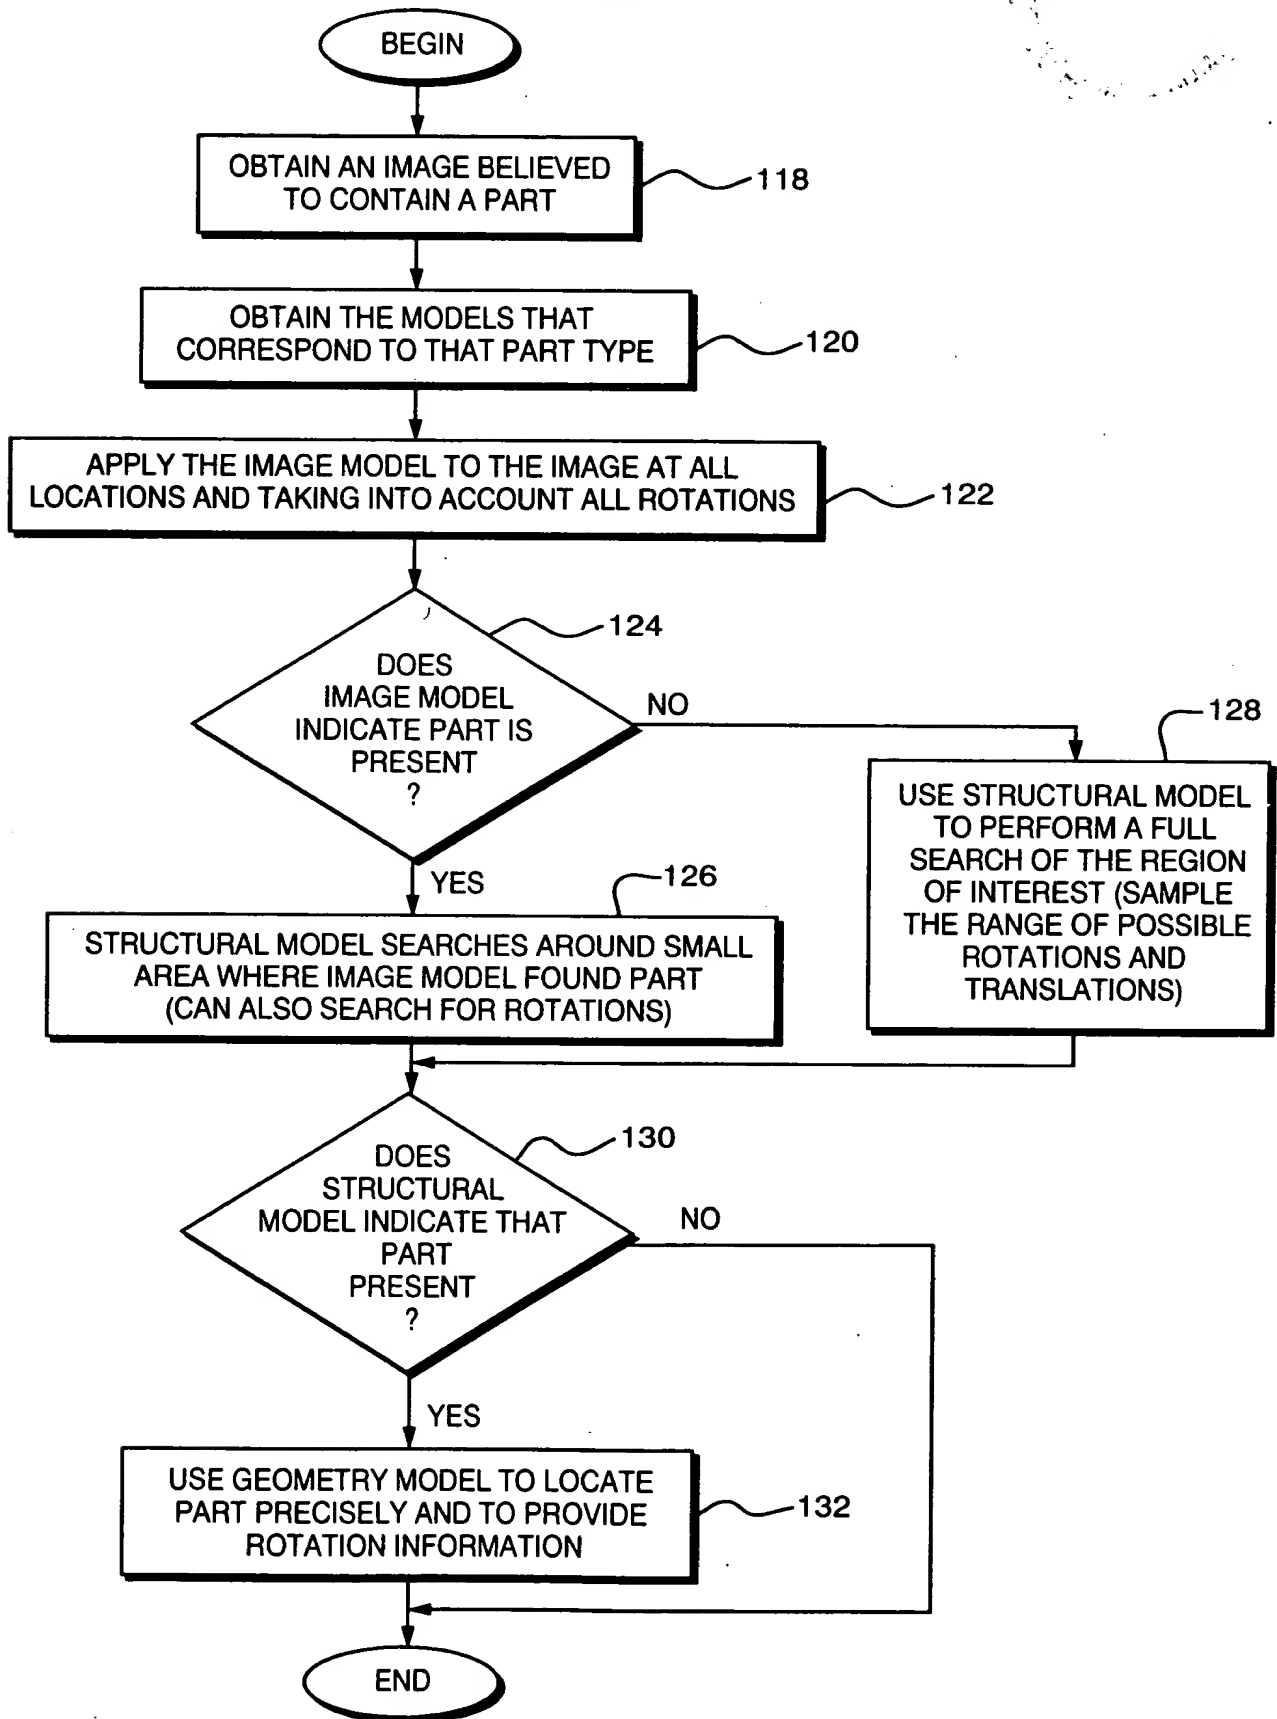 BEGIN
OBTAIN AN IMAGE BELIEVED
TO CONTAIN A PART
118
OBTAIN THE MODELS THAT
CORRESPOND TO THAT PART TYPE
120
APPLY THE IMAGE MODEL TO THE IMAGE AT ALL
LOCATIONS AND TAKING INTO ACCOUNT ALL ROTATIONS
122
124
DOES
IMAGE MODEL
INDICATE PART IS
PRESENT
?
NO
128
USE STRUCTURAL MODEL
TO PERFORM A FULL
SEARCH OF THE REGION
OF INTEREST (SAMPLE
THE RANGE OF POSSIBLE
ROTATIONS AND
TRANSLATIONS)
YES
126
STRUCTURAL MODEL SEARCHES AROUND SMALL
AREA WHERE IMAGE MODEL FOUND PART
(CAN ALSO SEARCH FOR ROTATIONS)
130
DOES
STRUCTURAL
MODEL INDICATE THAT
PART
PRESENT
?
NO
YES
USE GEOMETRY MODEL TO LOCATE
PART PRECISELY AND TO PROVIDE
ROTATION INFORMATION
132
END